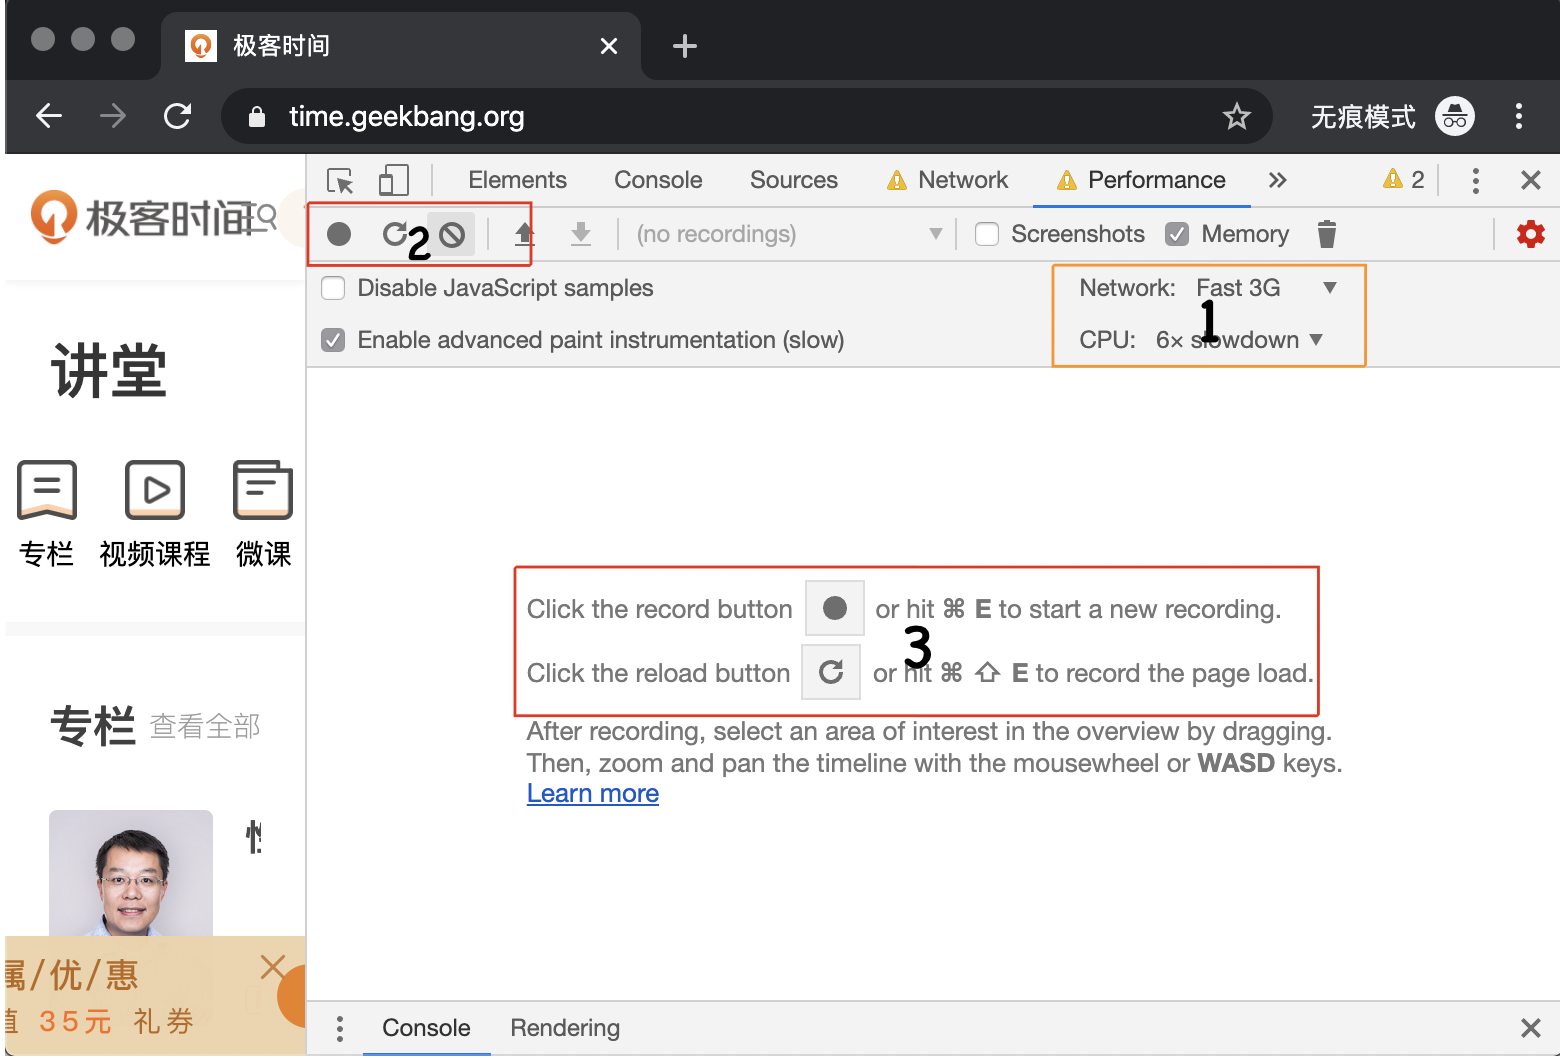 极客时间
time.geekbang.org
无痕模式
极客时间
Elements Console Sources Network Performance 2
2
(no recordings) Screenshots Memory
Disable JavaScript samples
Network: Fast 3G
1
Enable advanced paint instrumentation (slow)
CPU: 6× slowdown
讲堂
专栏 视频课程 微课
Click the record button or hit ⌘ E to start a new recording.
3
Click the reload button or hit ⌘ ⇧ E to record the page load.
After recording, select an area of interest in the overview by dragging.
Then, zoom and pan the timeline with the mousewheel or WASD keys.
Learn more
专栏 查看全部
属/优/惠
值 35元 礼券
Console Rendering